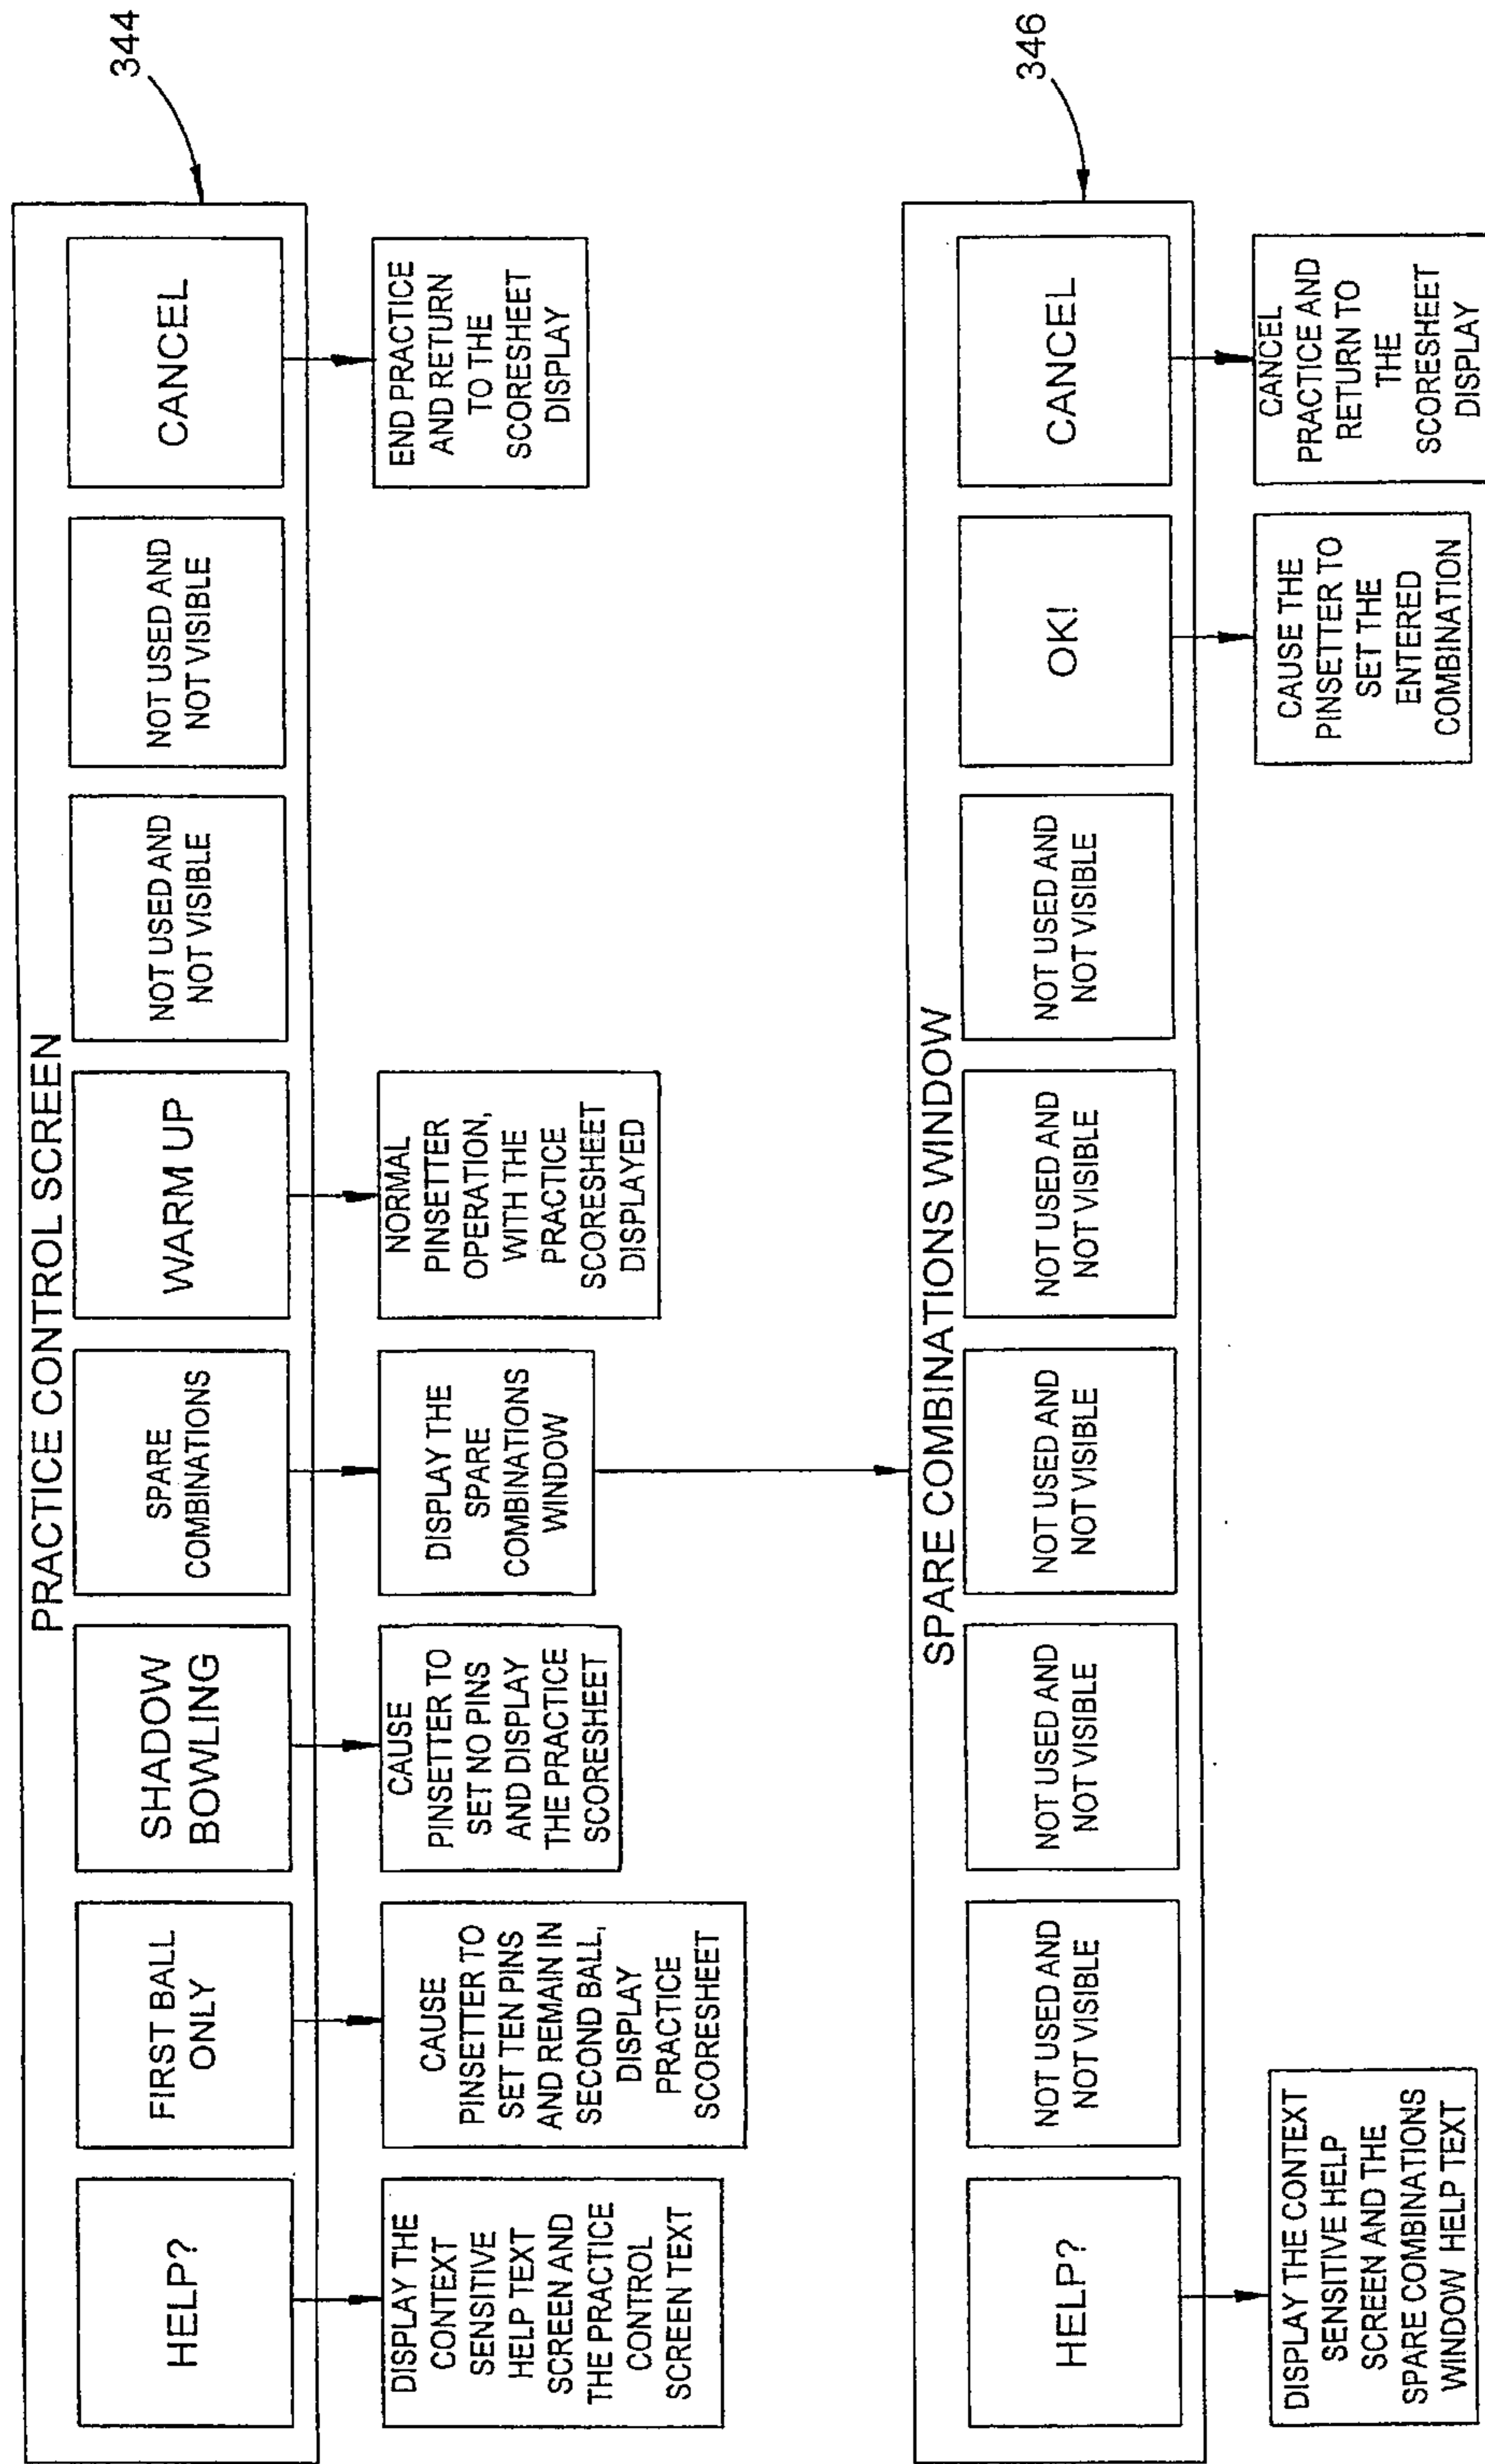 PRACTICE CONTROL SCREEN
344
HELP?
FIRST BALL
ONLY
SHADOW
BOWLING
SPARE
COMBINATIONS
WARM UP
NOT USED AND
NOT VISIBLE
NOT USED AND
NOT VISIBLE
CANCEL
DISPLAY THE
CONTEXT
SENSITIVE
HELP TEXT
SCREEN AND
THE PRACTICE
CONTROL
SCREEN TEXT
CAUSE
PINSETTER TO
SET TEN PINS
AND REMAIN IN
SECOND BALL,
DISPLAY
PRACTICE
SCORESHEET
CAUSE
PINSETTER TO
SET NO PINS
AND DISPLAY
THE PRACTICE
SCORESHEET
DISPLAY THE
SPARE
COMBINATIONS
WINDOW
NORMAL
PINSETTER
OPERATION,
WITH THE
PRACTICE
SCORESHEET
DISPLAYED
END PRACTICE
AND RETURN
TO THE
SCORESHEET
DISPLAY
SPARE COMBINATIONS WINDOW
346
HELP?
NOT USED AND
NOT VISIBLE
NOT USED AND
NOT VISIBLE
NOT USED AND
NOT VISIBLE
NOT USED AND
NOT VISIBLE
NOT USED AND
NOT VISIBLE
OK!
CANCEL
DISPLAY THE CONTEXT
SENSITIVE HELP
SCREEN AND THE
SPARE COMBINATIONS
WINDOW HELP TEXT
CAUSE THE
PINSETTER TO
SET THE
ENTERED
COMBINATION
CANCEL
PRACTICE AND
RETURN TO
THE
SCORESHEET
DISPLAY